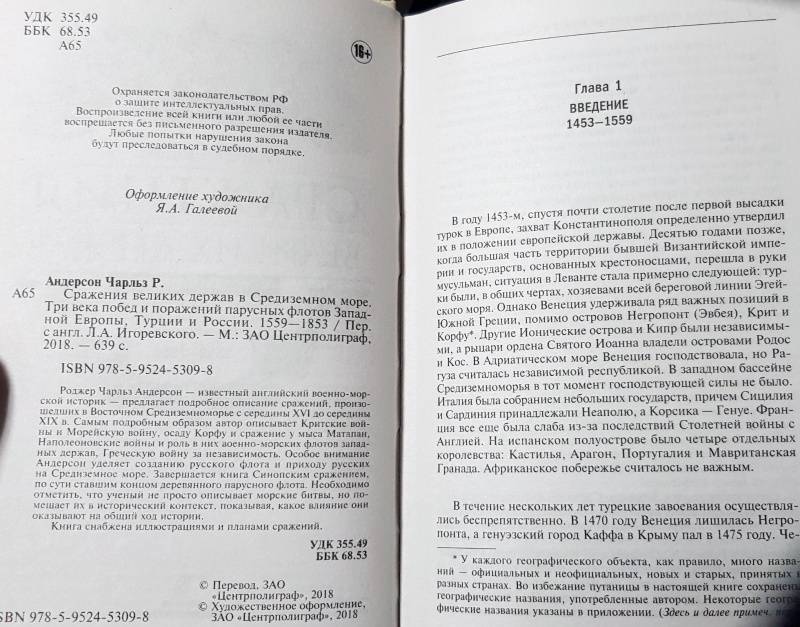 УДК 355.49
ББК 68.53
А65
16+
Охраняется законодательством РФ
о защите интеллектуальных прав.
Воспроизведение всей книги или любой ее части
воспрещается без письменного разрешения издателя.
Любые попытки нарушения закона
будут преследоваться в судебном порядке.
Оформление художника
Я.А. Галеевой
Андерсон Чарльз Р.
А65 Сражения великих держав в Средиземном море.
Три века побед и поражений парусных флотов Запад-
ной Европы, Турции и России. 1559—1853 / Пер.
с англ. Л.А. Игоревского. — М.: ЗАО Центрполиграф,
2018. — 639 с.
ISBN 978-5-9524-5309-8
Роджер Чарльз Андерсон — известный английский военно-мор-
ской историк — предлагает подробное описание сражений, произо-
шедших в Восточном Средиземноморье с середины XVI до середины
XIX в. Самым подробным образом автор описывает Критские войны
и Морейскую войну, осаду Корфу и сражение у мыса Матапан,
Наполеоновские войны и роль в них военно-морских флотов запад-
ных держав, Греческую войну за независимость. Особое внимание
Андерсон уделяет созданию русского флота и приходу русских
на Средиземное море. Завершается книга Синопским сражением,
по сути ставшим концом деревянного парусного флота. Необходимо
отметить, что ученый не просто описывает морские битвы, но по-
мещает их в исторический контекст, показывая, какое влияние они
оказывали на общий ход истории.
Книга снабжена иллюстрациями и планами сражений.
УДК 355.49
ББК 68.53
© Перевод, ЗАО
«Центрполиграф», 2018
© Художественное оформление,
ЗАО «Центрполиграф», 2018
ISBN 978-5-9524-5309-8
Глава 1
ВВЕДЕНИЕ
1453—1559
В году 1453-м, спустя почти столетие после первой высадки
турок в Европе, захват Константинополя определенно утвердил
их в положении европейской державы. Десятью годами позже,
когда большая часть территории бывшей Византийской импе-
рии и государств, основанных крестоносцами, перешла в руки
мусульман, ситуация в Леванте стала примерно следующей: тур-
ки были, в общих чертах, хозяевами всей береговой линии Эгей-
ского моря. Однако Венеция удерживала ряд важных позиций в
Южной Греции, помимо островов Негропонт (Эвбея), Крит и
Корфу*. Другие Ионические острова и Кипр были независимы-
ми, а рыцари ордена Святого Иоанна владели островами Родос
и Кос. В Адриатическом море Венеция господствовала, но Ра-
гуза считалась независимой республикой. В западном бассейне
Средиземноморья в тот момент господствующей силы не было.
Италия была собранием небольших государств, причем Сицилия
и Сардиния принадлежали Неаполю, а Корсика — Генуе. Фран-
ция все еще была слаба из-за последствий Столетней войны с
Англией. На испанском полуострове было четыре отдельных
королевства: Кастилья, Арагон, Португалия и Мавританская
Гранада. Африканское побережье считалось не важным.
В течение нескольких лет турецкие завоевания осуществля-
лись беспрепятственно. В 1470 году Венеция лишилась Негро-
понта, а генуэзский город Каффа в Крыму пал в 1475 году. Че-
* У каждого географического объекта, как правило, много назва-
ний — официальных и неофициальных, новых и старых, принятых в
разных странах. Во избежание путаницы в настоящей книге сохранены
географические названия, употребленные автором. Некоторые геогра-
фические названия указаны в приложении. (Здесь и далее примеч.